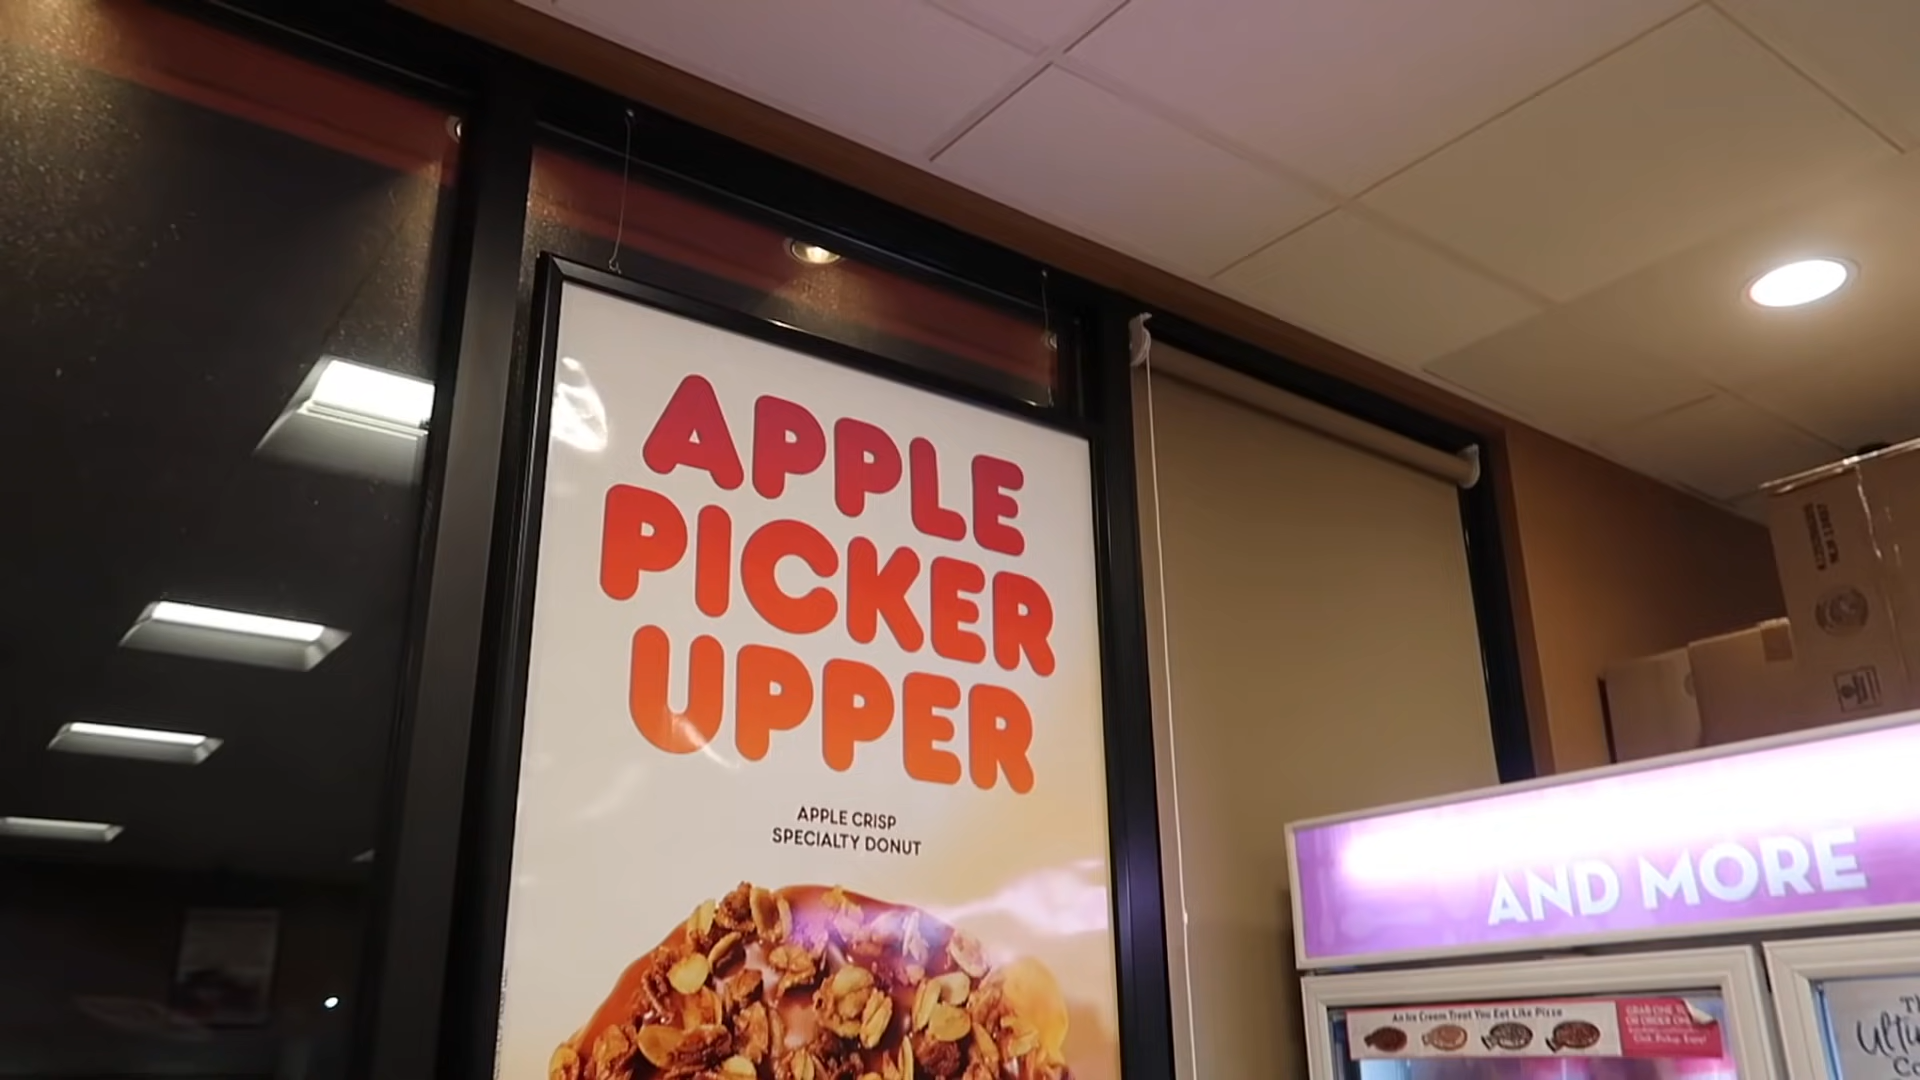 APPLE
PICKER
UPPER
APPLE CRISP
SPECIALTY DONUT
AND MORE
An Ice Cream Treat You Eat Like Pizza